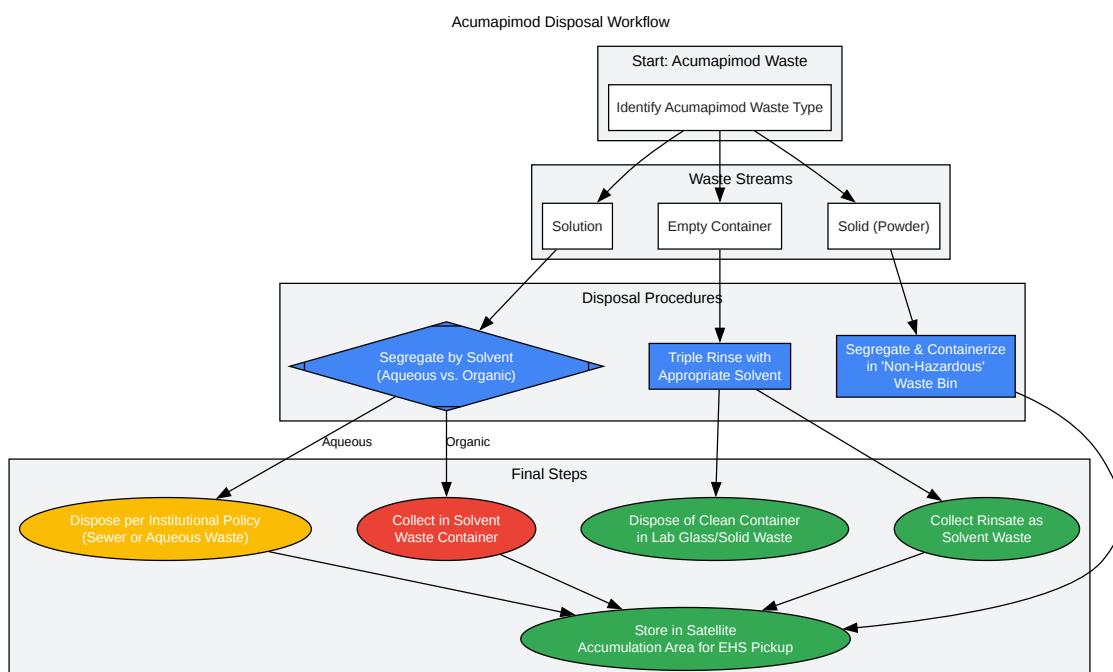 Acumapimod Disposal Workflow
Start: Acumapimod Waste
Identify Acumapimod Waste Type
Waste Streams
Solution
Empty Container
Solid (Powder)
Disposal Procedures
Segregate by Solvent
(Aqueous vs. Organic)
Triple Rinse with
Appropriate Solvent
Segregate & Containerize
in 'Non-Hazardous'
Waste Bin
Aqueous
Organic
Final Steps
Dispose per Institutional Policy
(Sewer or Aqueous Waste)
Collect in Solvent
Waste Container
Dispose of Clean Container
in Lab Glass/Solid Waste
Collect Rinsate as
Solvent Waste
Store in Satellite
Accumulation Area for EHS Pickup